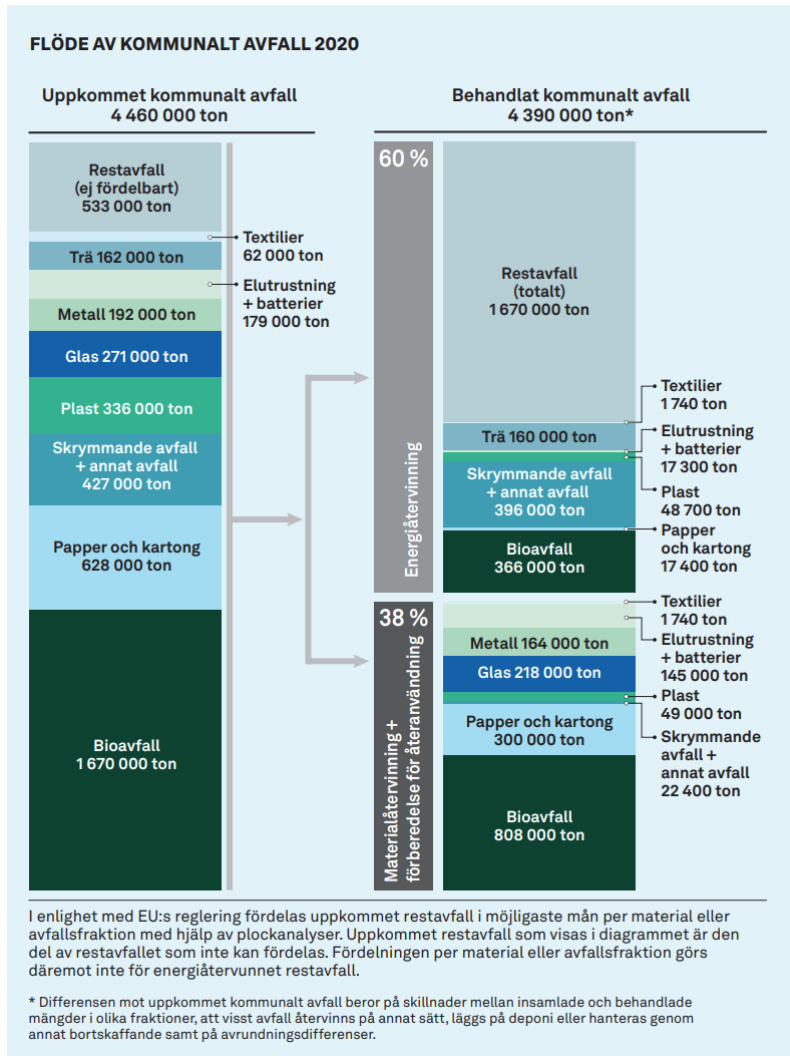 FLÖDE AV KOMMUNALT AVFALL 2020
Uppkommet kommunalt avfall
4 460 000 ton
Restavfall
(ej fördelbart)
533 000 ton
Textilier
62 000 ton
Trä 162 000 ton
Elutrustning
+ batterier
179 000 ton
Metall 192 000 ton
Glas 271 000 ton
Plast 336 000 ton
Skrymmande avfall
+ annat avfall
427 000 ton
Papper och kartong
628 000 ton
Bioavfall
1 670 000 ton
Behandlat kommunalt avfall
4 390 000 ton*
60 %
Energiåtervinning
Restavfall
(totalt)
1 670 000 ton
Textilier
1 740 ton
Trä 160 000 ton
Elutrustning
+ batterier
17 300 ton
Plast
48 700 ton
Skrymmande avfall
+ annat avfall
396 000 ton
Papper
och kartong
17 400 ton
Bioavfall
366 000 ton
38 %
Materialåtervinning +
förberedelse för återanvändning
Textilier
1 740 ton
Elutrustning
+ batterier
145 000 ton
Metall 164 000 ton
Glas 218 000 ton
Plast
49 000 ton
Skrymmande
avfall +
annat avfall
22 400 ton
Papper och kartong
300 000 ton
Bioavfall
808 000 ton
I enlighet med EU:s reglering fördelas uppkommet restavfall i möjligaste mån per material eller
avfallsfraktion med hjälp av plockanalyser. Uppkommet restavfall som visas i diagrammet är den
del av restavfallet som inte kan fördelas. Fördelningen per material eller avfallsfraktion görs
däremot inte för energiåtervunnet restavfall.
* Differensen mot uppkommet kommunalt avfall beror på skillnader mellan insamlade och behandlade
mängder i olika fraktioner, att visst avfall återvinns på annat sätt, läggs på deponi eller hanteras genom
annat bortskaffande samt på avrundningsdifferenser.